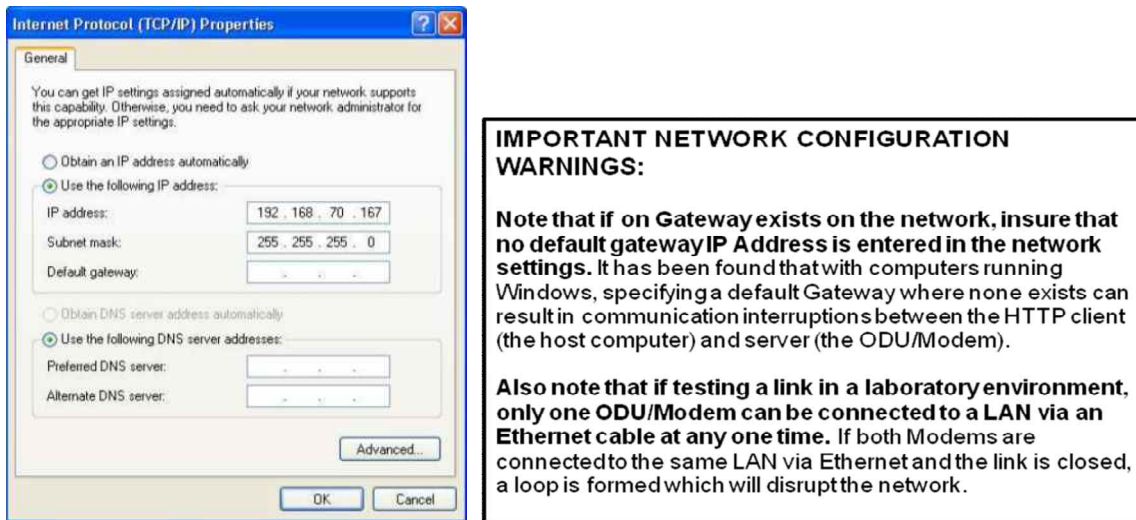 Internet Protocol (TCP/IP) Properties
General
You can get IP settings assigned automatically if your network supports
this capability. Otherwise, you need to ask your network administrator for
the appropriate IP settings.
Obtain an IP address automatically
Use the following IP address:
IP address: 192 . 168 . 70 . 167
Subnet mask: 255 . 255 . 255 . 0
Default gateway: . . .
Obtain DNS server address automatically
Use the following DNS server addresses:
Preferred DNS server: . . .
Alternate DNS server: . . .
Advanced...
OK Cancel
IMPORTANT NETWORK CONFIGURATION
WARNINGS:
Note that if on Gateway exists on the network, insure that
no default gateway IP Address is entered in the network
settings. It has been found that with computers running
Windows, specifying a default Gateway where none exists can
result in communication interruptions between the HTTP client
(the host computer) and server (the ODU/Modem).
Also note that if testing a link in a laboratory environment,
only one ODU/Modem can be connected to a LAN via an
Ethernet cable at any one time. If both Modems are
connected to the same LAN via Ethernet and the link is closed,
a loop is formed which will disrupt the network.